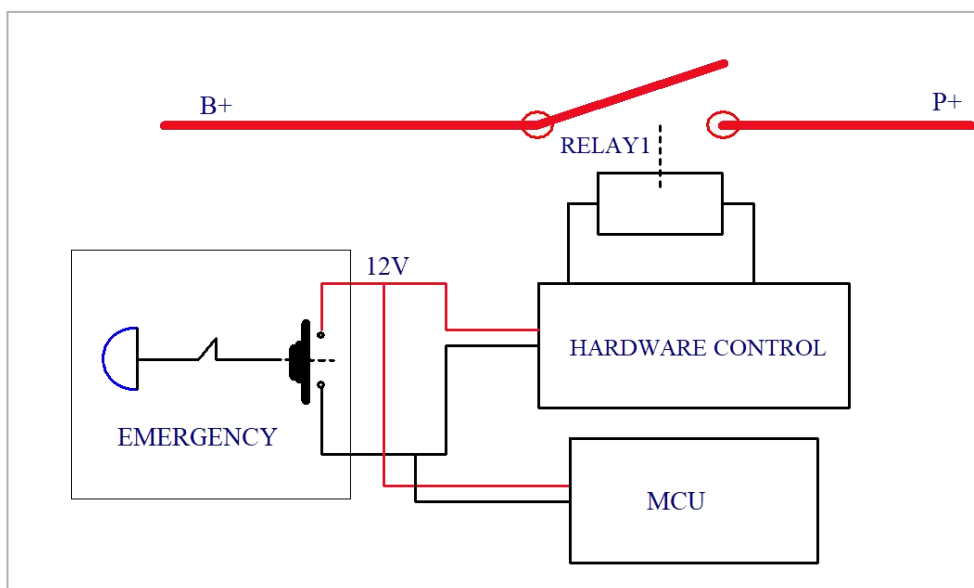 B+
P+
RELAY1
12V
HARDWARE CONTROL
EMERGENCY
MCU